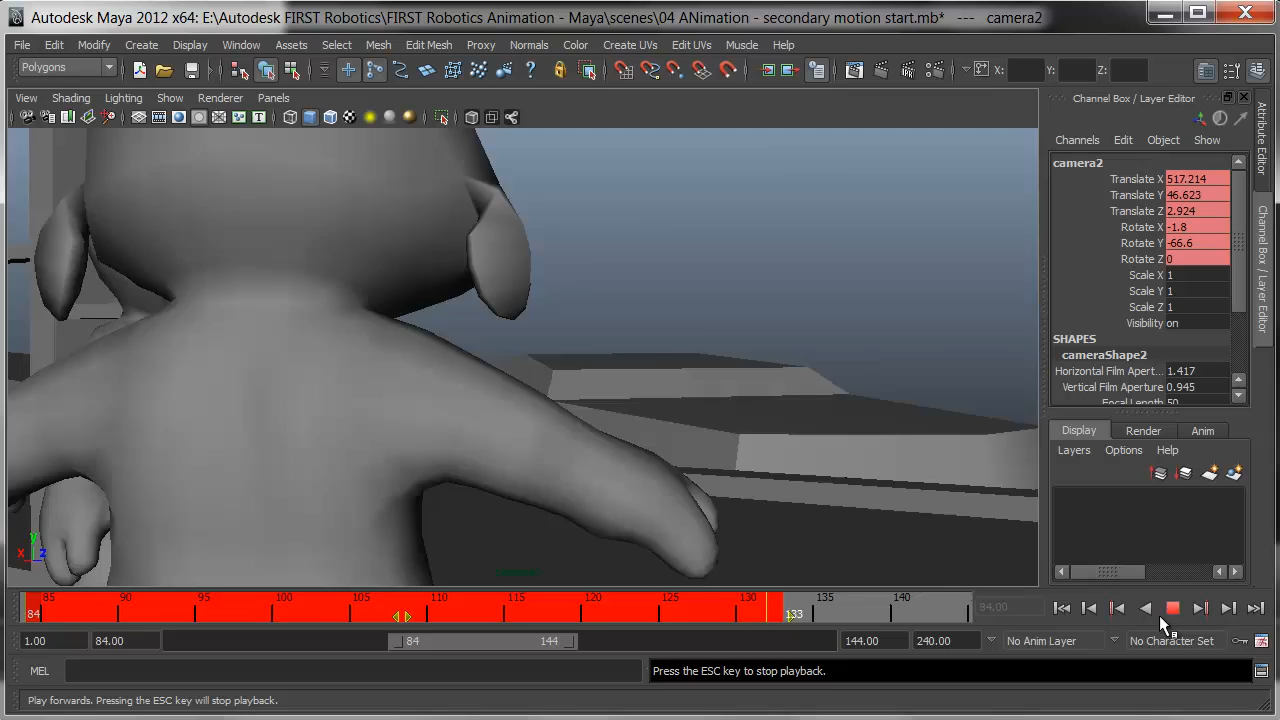 Autodesk Maya 2012 x64: E:\Autodesk FIRST Robotics\FIRST Robotics Animation - Maya\scenes\04 ANimation - secondary motion start.mb* --- camera2
File Edit Modify Create Display Window Assets Select Mesh Edit Mesh Proxy Normals Color Create UVs Edit UVs Muscle Help
Polygons X: Y: Z:
View Shading Lighting Show Renderer Panels
Channel Box / Layer Editor
Channels Edit Object Show
camera2
Translate X 517.214
Translate Y 46.623
Translate Z 2.924
Rotate X -1.8
Rotate Y -66.6
Rotate Z 0
Scale X 1
Scale Y 1
Scale Z 1
Visibility on
SHAPES
cameraShape2
Horizontal Film Apert... 1.417
Vertical Film Aperture 0.945
Focal Length 50
Attribute Editor
Channel Box / Layer Editor
Display Render Anim
Layers Options Help
y
x z
84 85 90 95 100 105 110 115 120 125 130 133 135 140
84.00
1.00 84.00 84 144 144.00 240.00 No Anim Layer No Character Set
MEL Press the ESC key to stop playback.
Play forwards. Pressing the ESC key will stop playback.